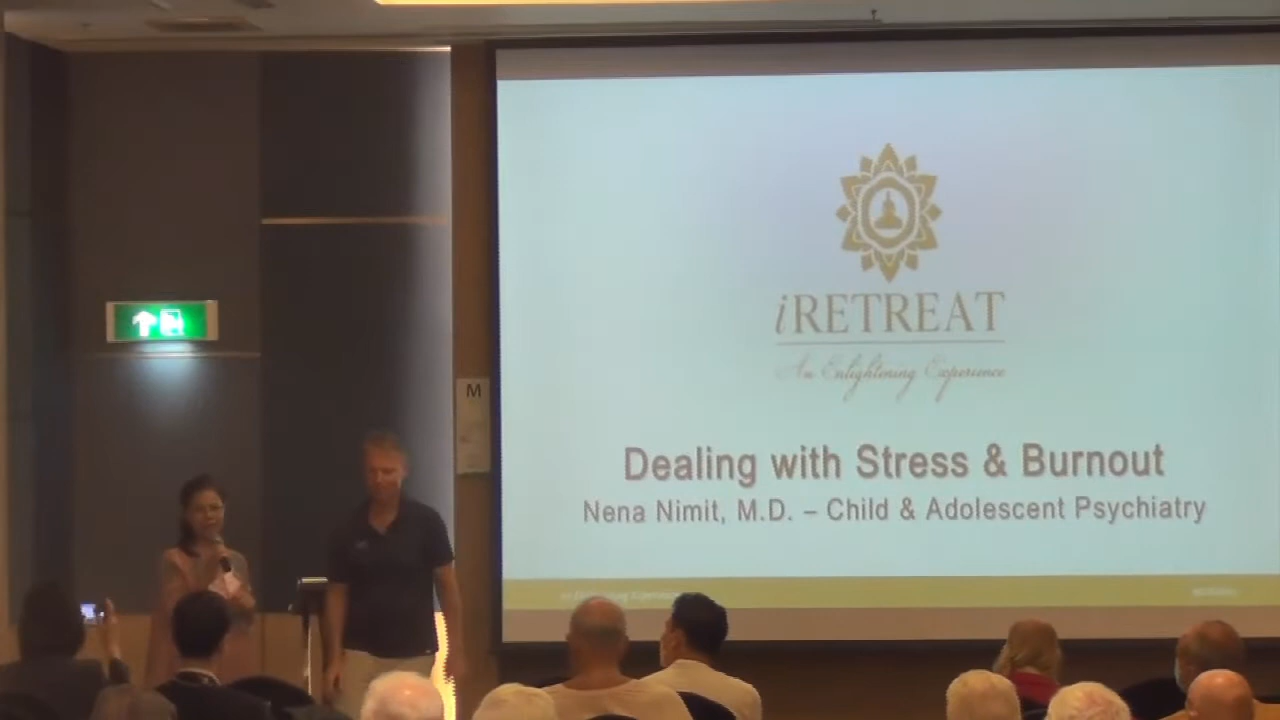 M
iRETREAT
An Enlightening Experience
Dealing with Stress & Burnout
Nena Nimit, M.D. – Child & Adolescent Psychiatry